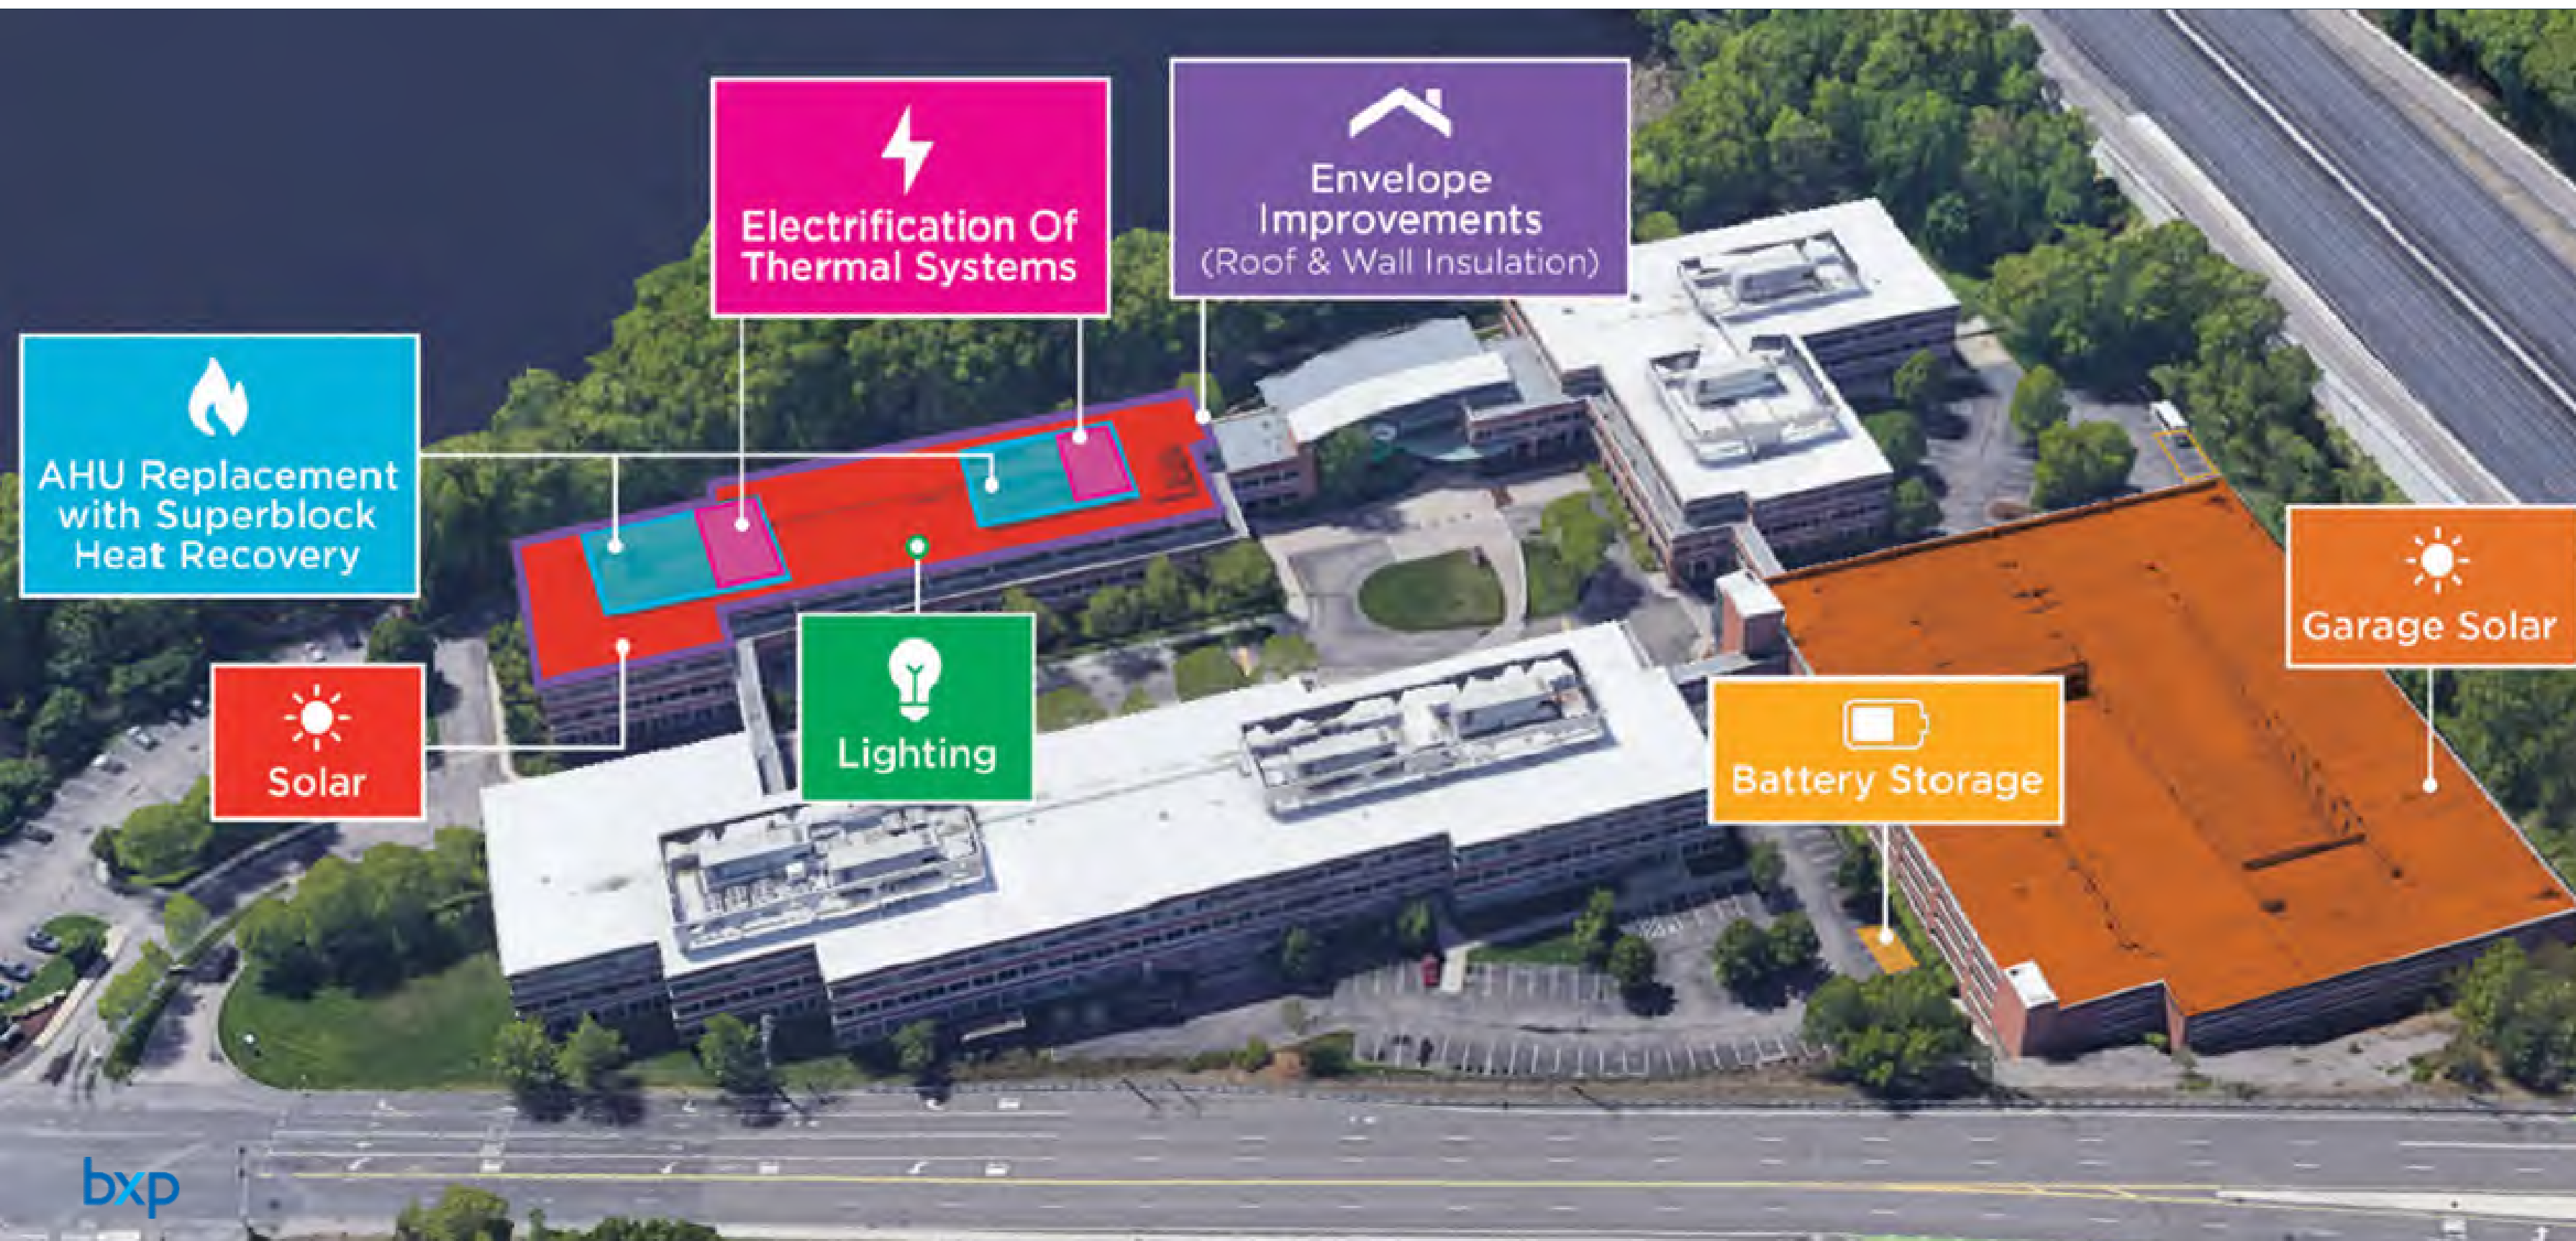 Electrification Of
Thermal Systems
Envelope
Improvements
(Roof & Wall Insulation)
AHU Replacement
with Superblock
Heat Recovery
Garage Solar
Solar
Lighting
Battery Storage
bxp